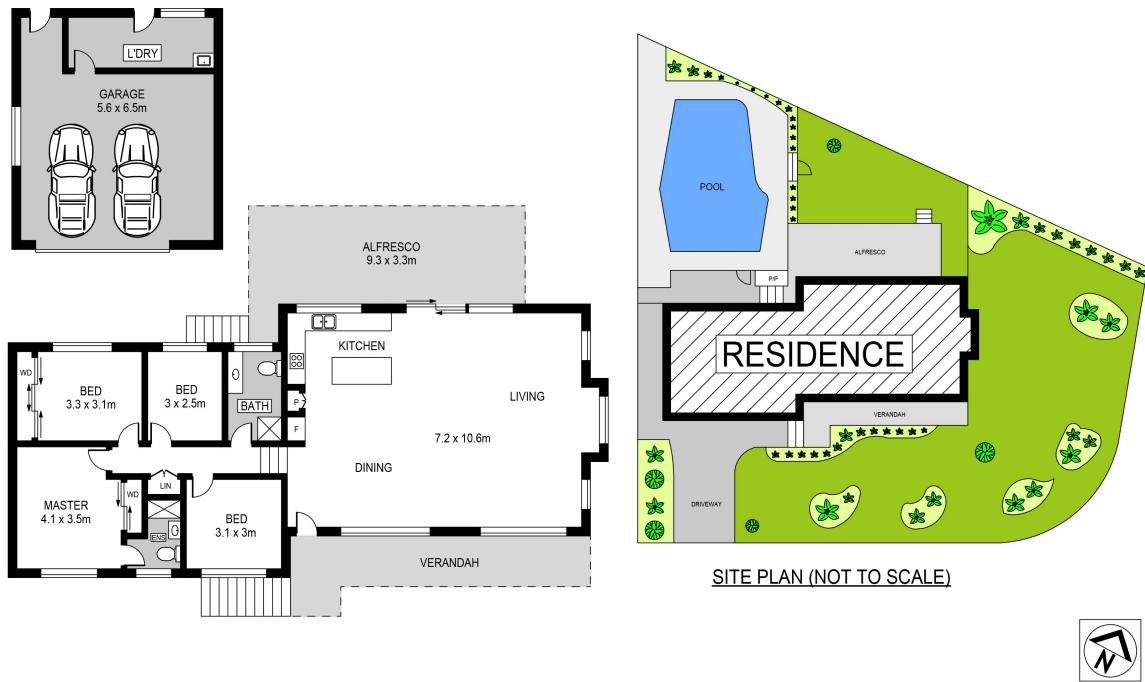 L'DRY
GARAGE
5.6 x 6.5m
ALFRESCO
9.3 x 3.3m
KITCHEN
WD
BED
3.3 x 3.1m
BED
3 x 2.5m
BATH
P
F
LIVING
7.2 x 10.6m
DINING
LIN
MASTER
4.1 x 3.5m
WD
ENS
BED
3.1 x 3m
VERANDAH
POOL
ALFRESCO
P/P
RESIDENCE
VERANDAH
DRIVEWAY
SITE PLAN (NOT TO SCALE)
N